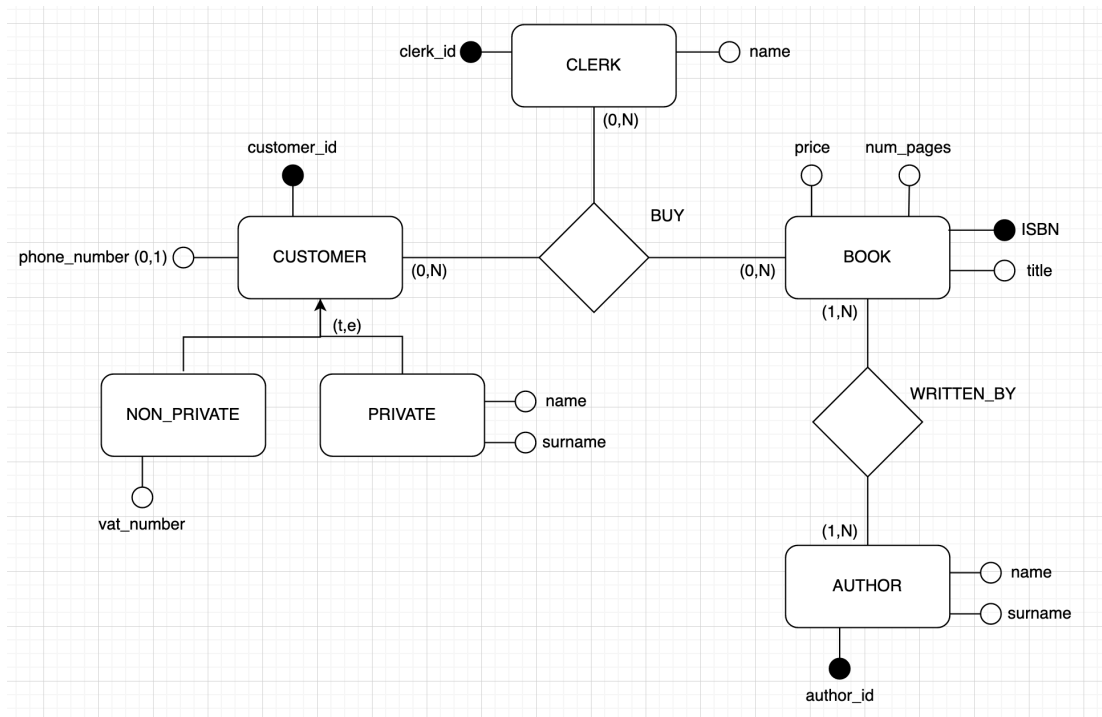 clerk_id
CLERK
name
(0,N)
customer_id
price
num_pages
BUY
ISBN
phone_number (0,1)
CUSTOMER
(0,N)
(0,N)
BOOK
title
(1,N)
(t,e)
NON_PRIVATE
PRIVATE
name
surname
WRITTEN_BY
vat_number
(1,N)
AUTHOR
name
surname
author_id